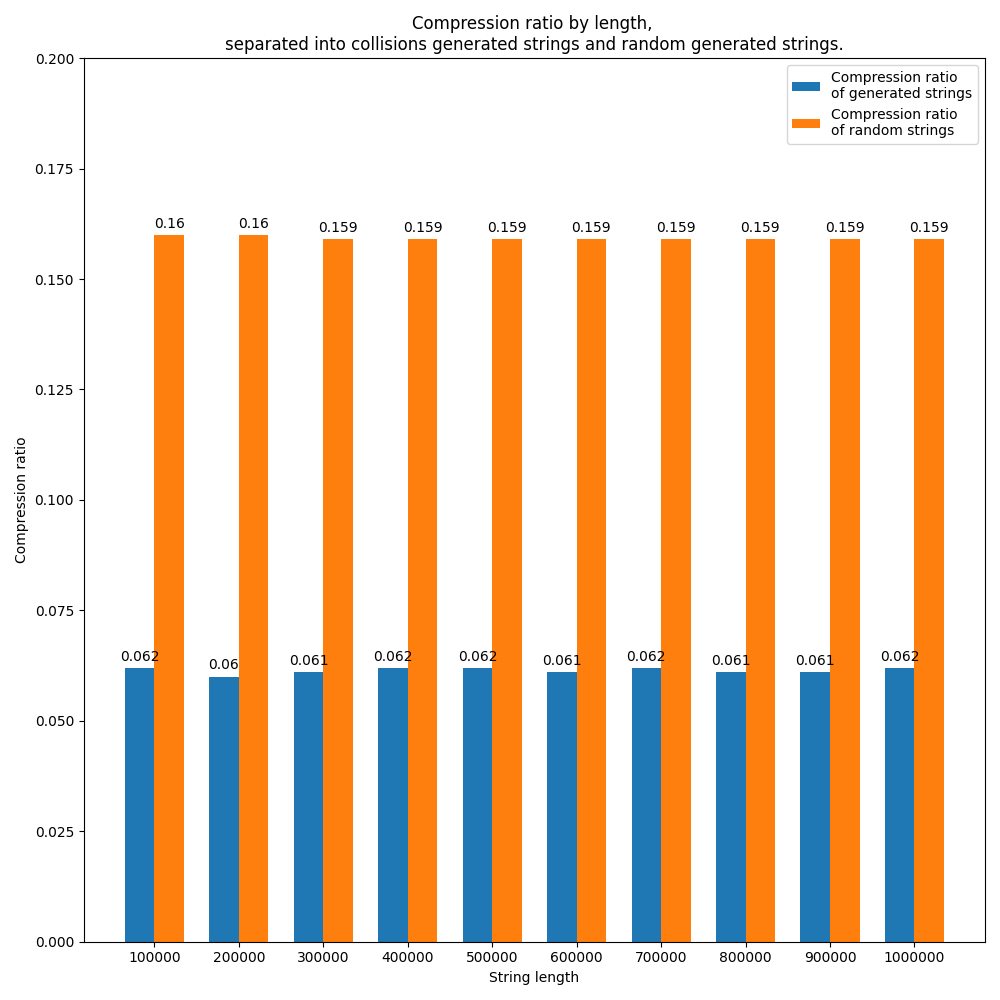 Compression ratio by length,
separated into collisions generated strings and random generated strings.
Compression ratio
of generated strings
Compression ratio
of random strings
Compression ratio
0.200
0.175
0.150
0.125
0.100
0.075
0.050
0.025
0.000
0.16 0.16 0.159 0.159 0.159 0.159 0.159 0.159 0.159 0.159
0.062 0.06 0.061 0.062 0.062 0.061 0.062 0.061 0.061 0.062
100000 200000 300000 400000 500000 600000 700000 800000 900000 1000000
String length